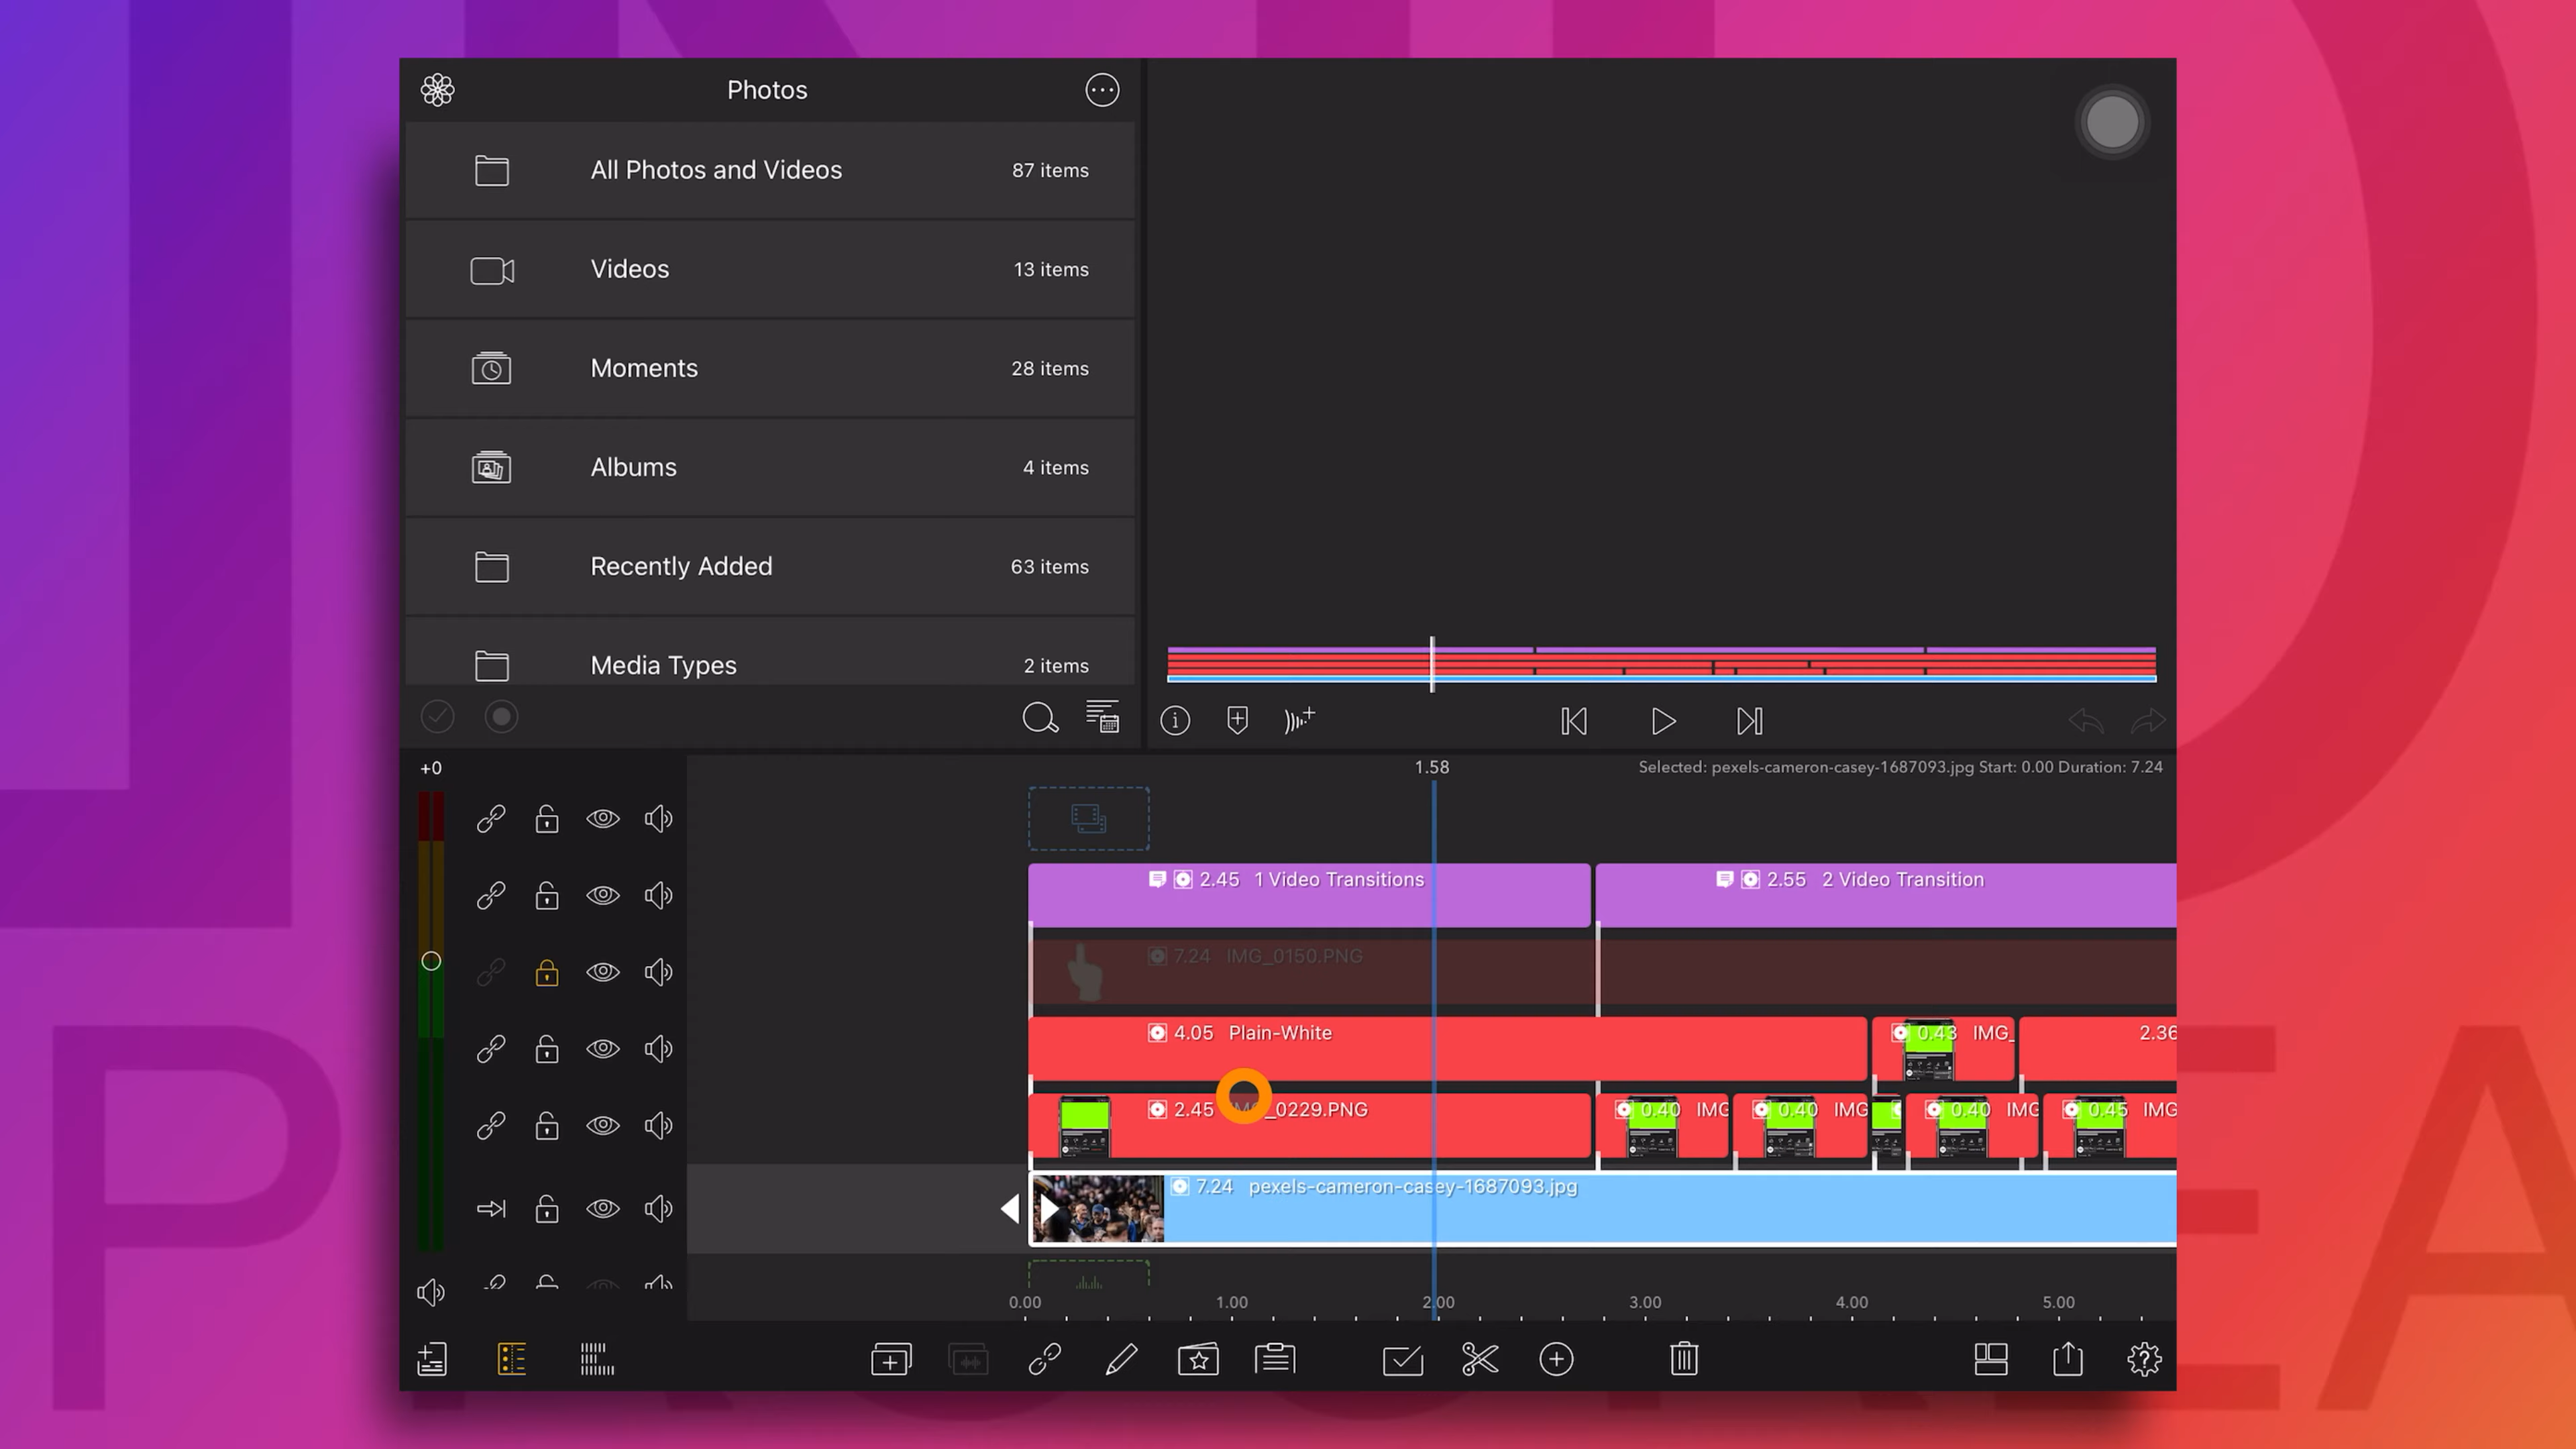 Photos
All Photos and Videos 87 items
Videos 13 items
Moments 28 items
Albums 4 items
Recently Added 63 items
Media Types 2 items
+0
1.58
Selected: pexels-cameron-casey-1687093.jpg Start: 0.00 Duration: 7.24
2.45 1 Video Transitions
2.55 2 Video Transition
7.24 IMG_0150.PNG
4.05 Plain-White
0.43 IMG_
2.36
2.45 IMG_0229.PNG
0.40 IMG
0.40 IMG
0.40 IMG
0.45 IMG
7.24 pexels-cameron-casey-1687093.jpg
0.00 1.00 2.00 3.00 4.00 5.00